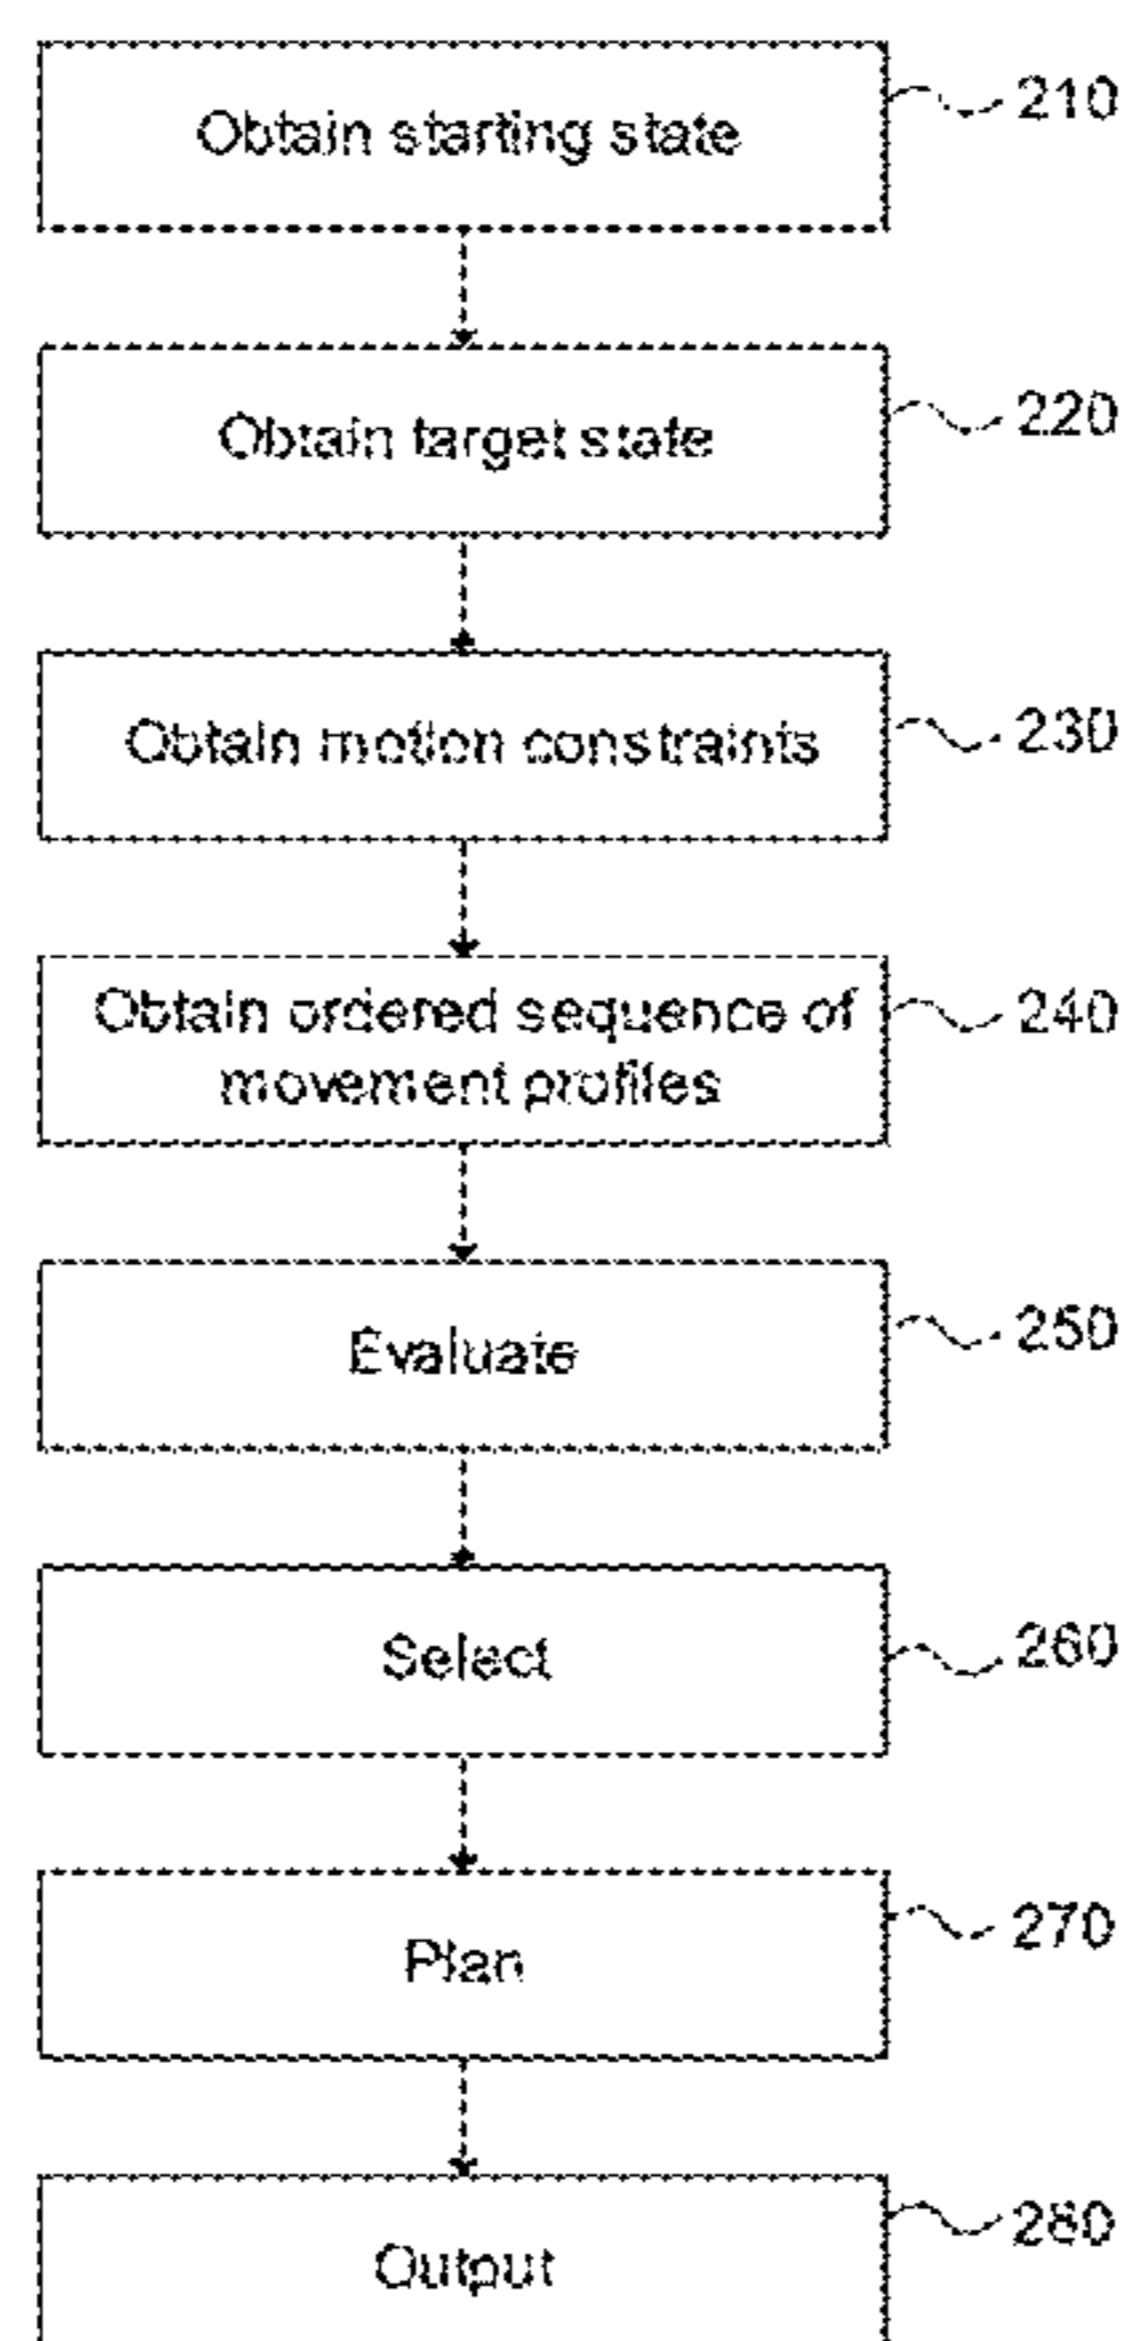 Obtain starting state
210
Obtain target state
220
Obtain motion constraints
230
Obtain ordered sequence of
movement profiles
240
Evaluate
250
Select
260
Plan
270
Output
280